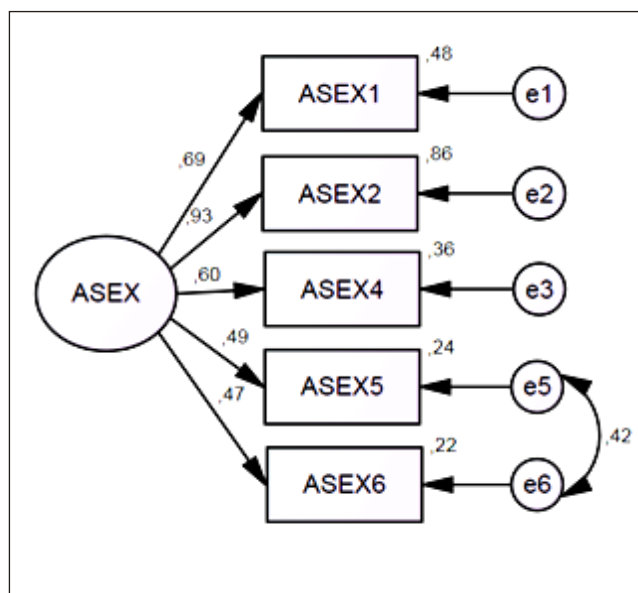 ,48
ASEX1
e1
,69
,86
ASEX2
e2
,93
,36
ASEX4
e3
,60
ASEX
,49
,24
ASEX5
e5
,47
,42
,22
ASEX6
e6